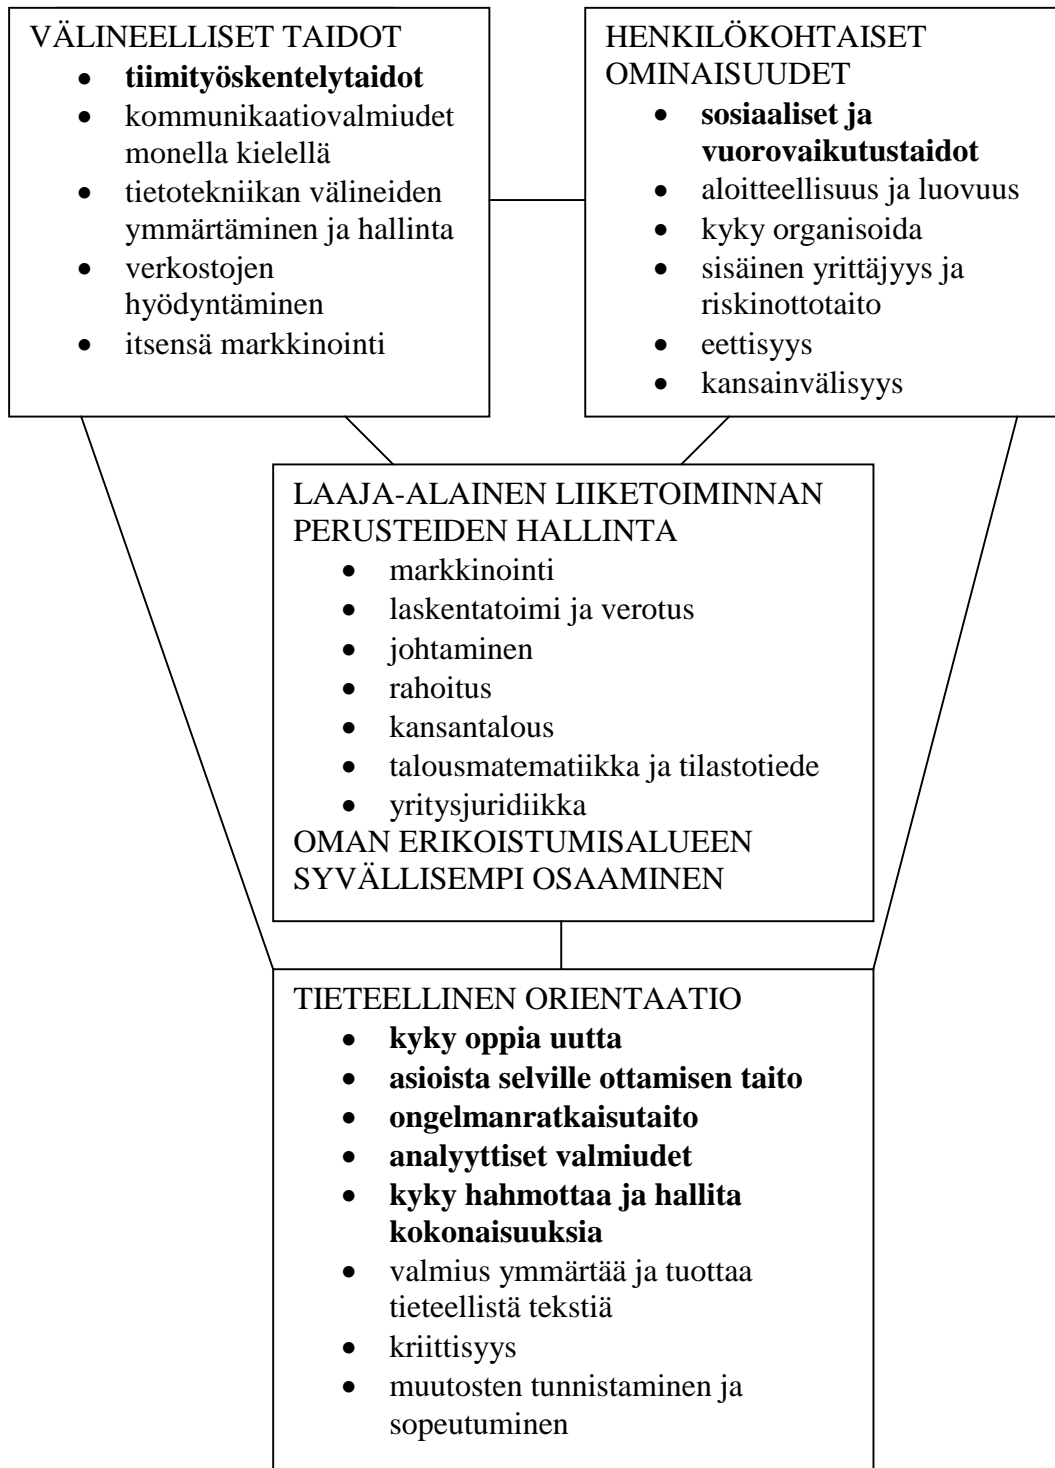 VÄLINEELLISET TAIDOT
• tiimityöskentelytaidot
• kommunikaatiovalmiudet
monella kielellä
• tietotekniikan välineiden
ymmärtäminen ja hallinta
• verkostojen
hyödyntäminen
• itsensä markkinointi
HENKILÖKOHTAISET
OMINAISUUDET
• sosiaaliset ja
vuorovaikutustaidot
• aloitteellisuus ja luovuus
• kyky organisoida
• sisäinen yrittäjyys ja
riskinottotaito
• eettisyys
• kansainvälisyys
LAAJA-ALAINEN LIIKETOIMINNAN
PERUSTEIDEN HALLINTA
• markkinointi
• laskentatoimi ja verotus
• johtaminen
• rahoitus
• kansantalous
• talousmatematiikka ja tilastotiede
• yritysjuridiikka
OMAN ERIKOISTUMISALUEEN
SYVÄLLISEMPI OSAAMINEN
TIETEELLINEN ORIENTAATIO
• kyky oppia uutta
• asioista selville ottamisen taito
• ongelmanratkaisutaito
• analyyttiset valmiudet
• kyky hahmottaa ja hallita
kokonaisuuksia
• valmius ymmärtää ja tuottaa
tieteellistä tekstiä
• kriittisyys
• muutosten tunnistaminen ja
sopeutuminen